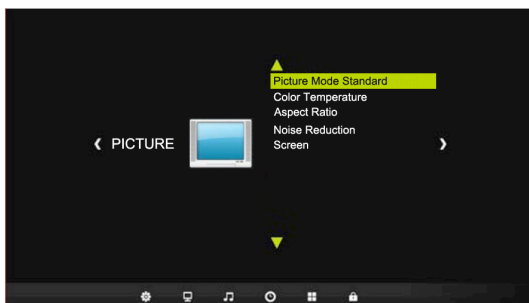 PICTURE
Picture Mode Standard
Color Temperature
Aspect Ratio
Noise Reduction
Screen